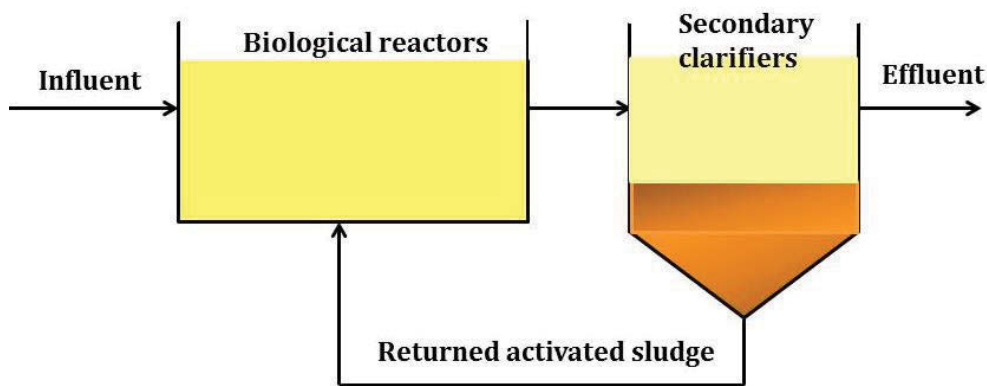 Biological reactors
Secondary
clarifiers
Influent
Effluent
Returned activated sludge